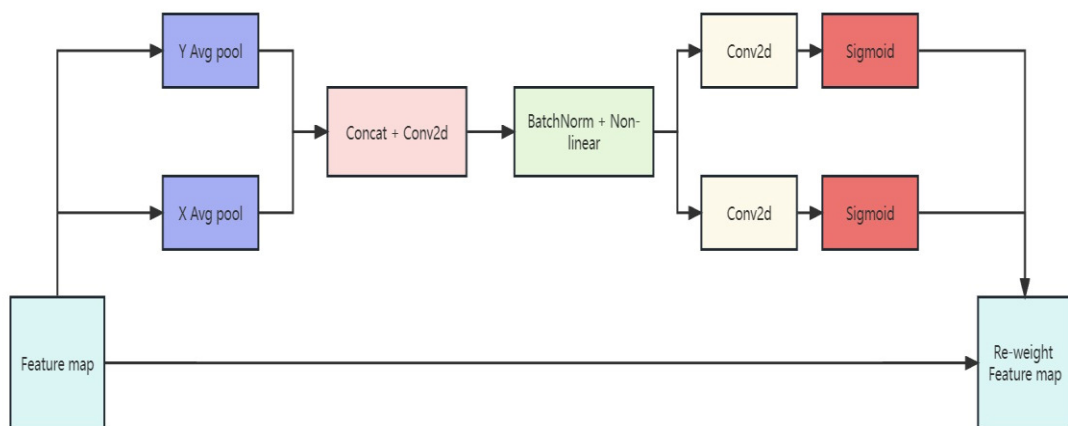 Y Avg pool
Conv2d
Sigmoid
Concat + Conv2d
BatchNorm + Non-
linear
X Avg pool
Conv2d
Sigmoid
Feature map
Re-weight
Feature map